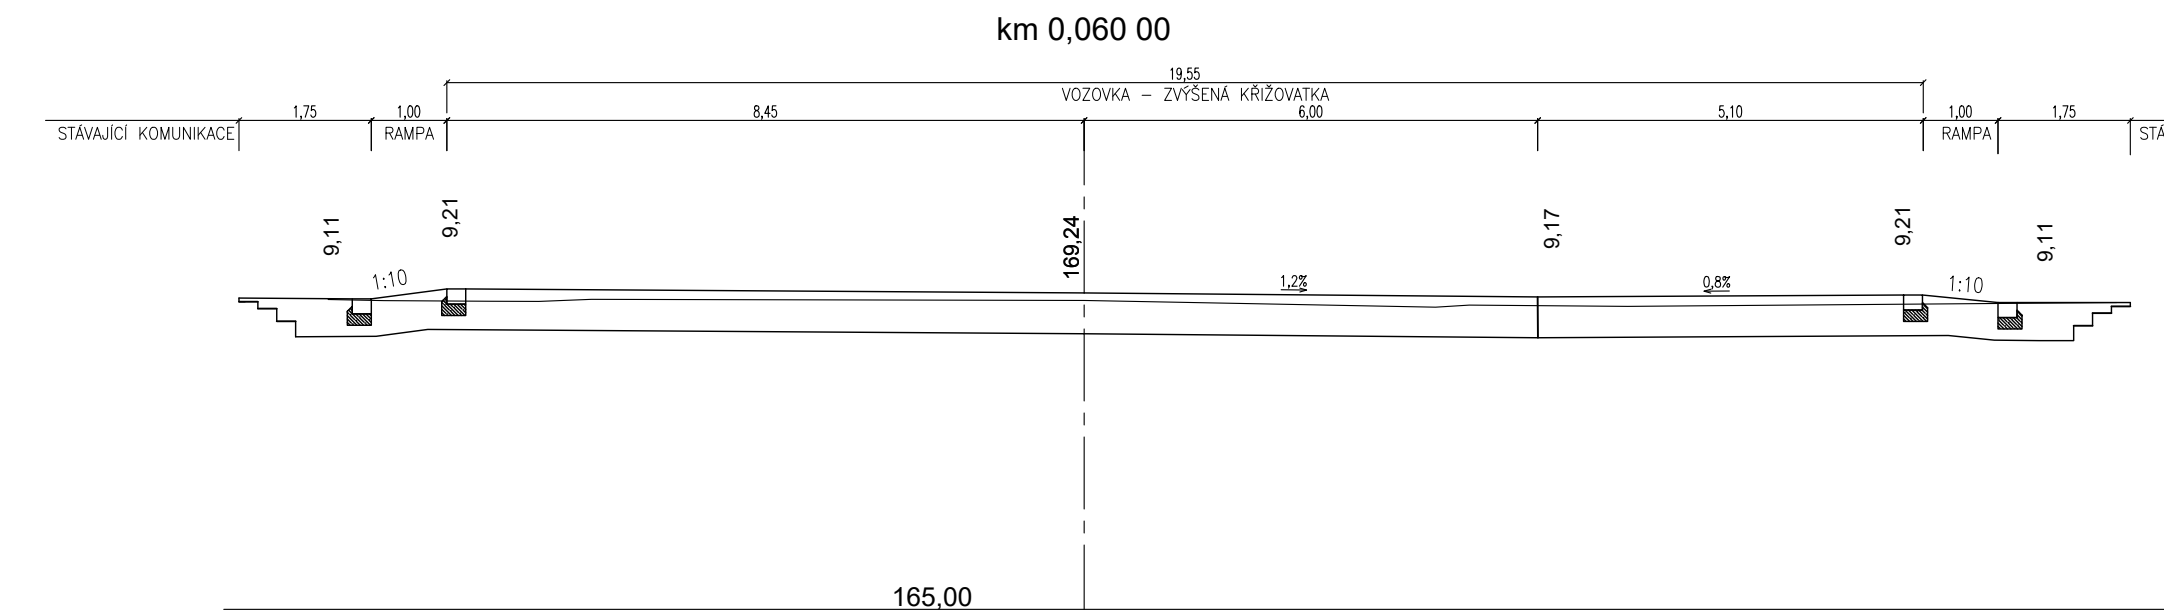 km 0,060 00
19,55
VOZOVKA – ZVÝŠENÁ KŘIŽOVATKA
1,75 1,00 8,45 6,00 5,10 1,00 1,75
STÁVAJÍCÍ KOMUNIKACE RAMPA RAMPA STÁ
9,11 9,21 169,24 9,17 9,21 9,11
1:10 1,2% 0,8% 1:10
165,00